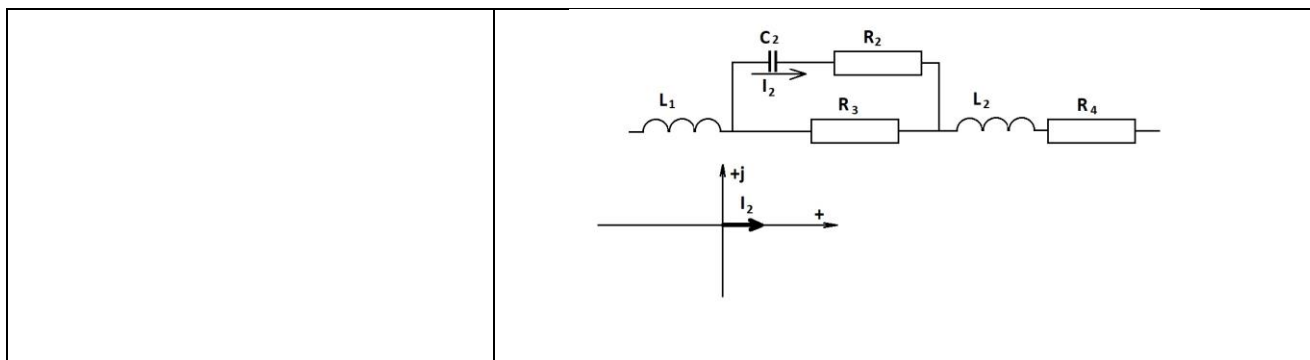 C₂ R₂
I₂
L₁ R₃ L₂ R₄
+j
I₂
+